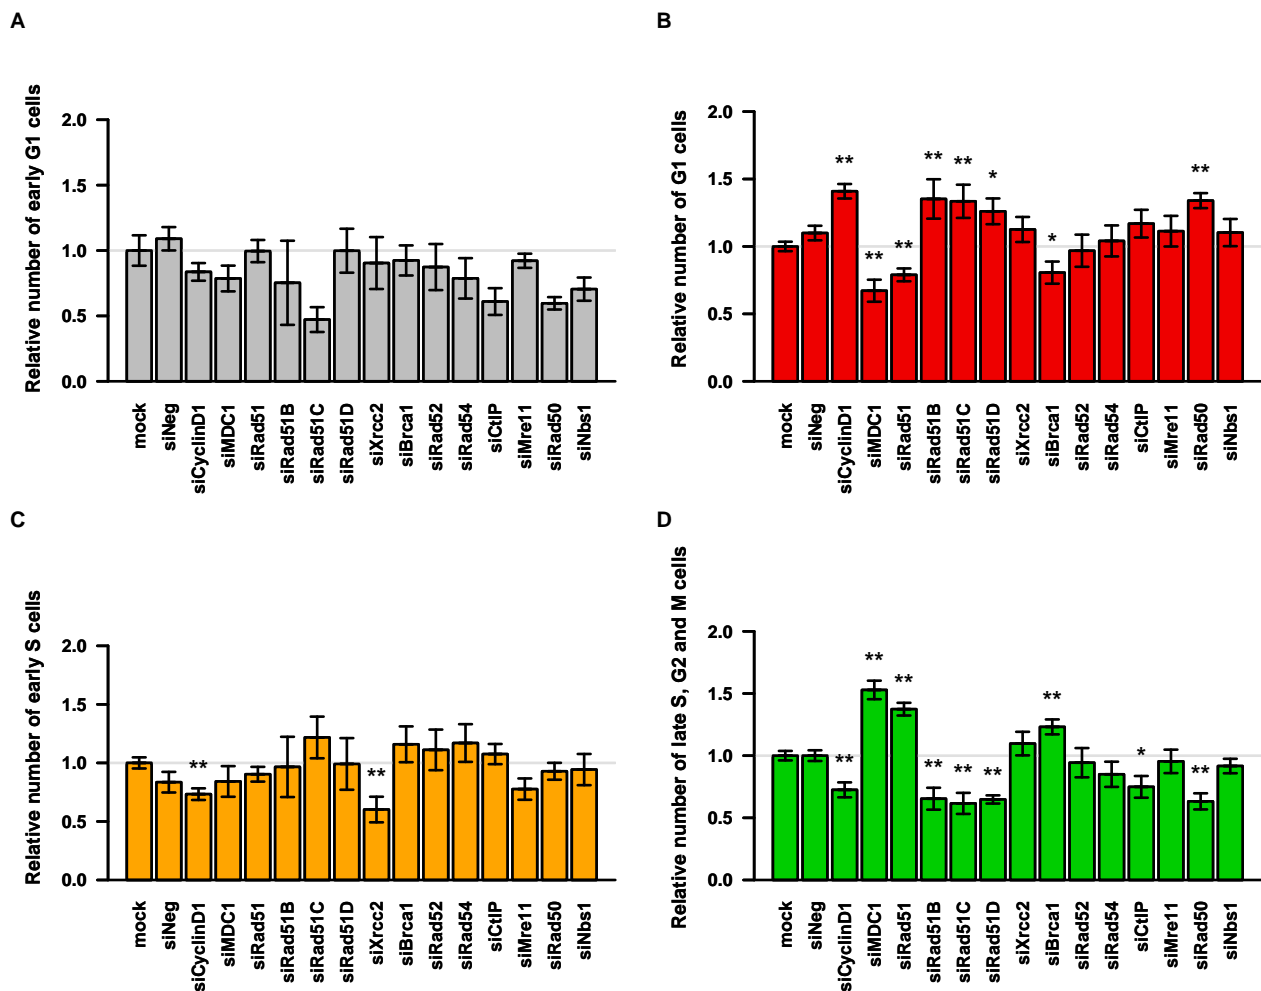 A
Relative number of early G1 cells
2.0
1.5
1.0
0.5
0.0
mock
siNeg
siCyclinD1
siMDC1
siRad51
siRad51B
siRad51C
siRad51D
siXrcc2
siBrca1
siRad52
siRad54
siCtIP
siMre11
siRad50
siNbs1
B
Relative number of G1 cells
2.0
1.5
1.0
0.5
0.0
**
**
**
**
**
*
*
**
mock
siNeg
siCyclinD1
siMDC1
siRad51
siRad51B
siRad51C
siRad51D
siXrcc2
siBrca1
siRad52
siRad54
siCtIP
siMre11
siRad50
siNbs1
C
Relative number of early S cells
2.0
1.5
1.0
0.5
0.0
**
**
mock
siNeg
siCyclinD1
siMDC1
siRad51
siRad51B
siRad51C
siRad51D
siXrcc2
siBrca1
siRad52
siRad54
siCtIP
siMre11
siRad50
siNbs1
D
Relative number of late S, G2 and M cells
2.0
1.5
1.0
0.5
0.0
**
**
**
**
**
**
**
*
**
mock
siNeg
siCyclinD1
siMDC1
siRad51
siRad51B
siRad51C
siRad51D
siXrcc2
siBrca1
siRad52
siRad54
siCtIP
siMre11
siRad50
siNbs1